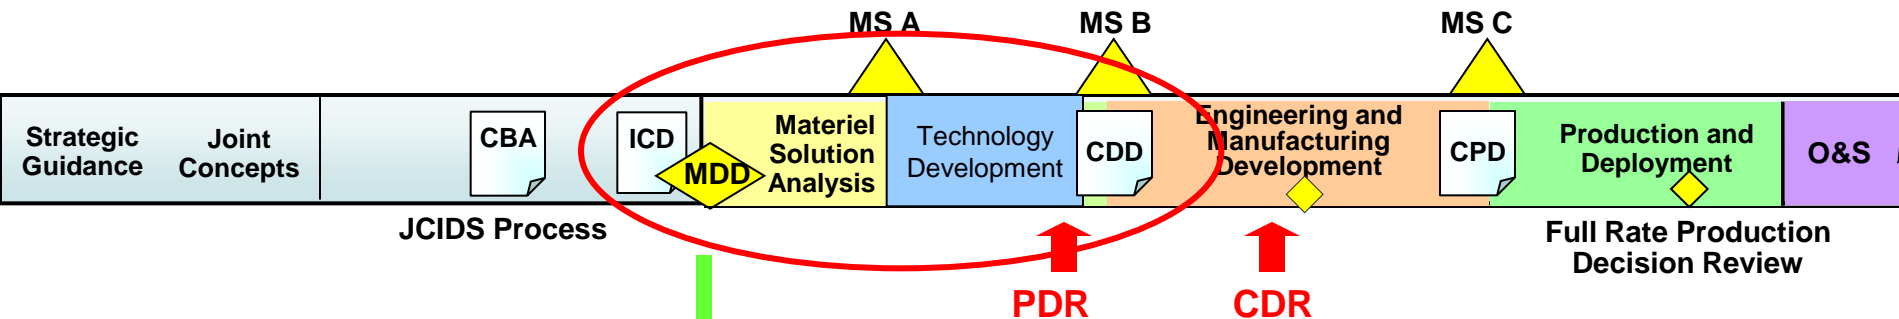 MS A
MS B
MS C
Strategic
Guidance
Joint
Concepts
CBA
ICD
MDD
Materiel
Solution
Analysis
Technology
Development
CDD
Engineering and
Manufacturing
Development
CPD
Production and
Deployment
O&S
JCIDS Process
PDR
CDR
Full Rate Production
Decision Review